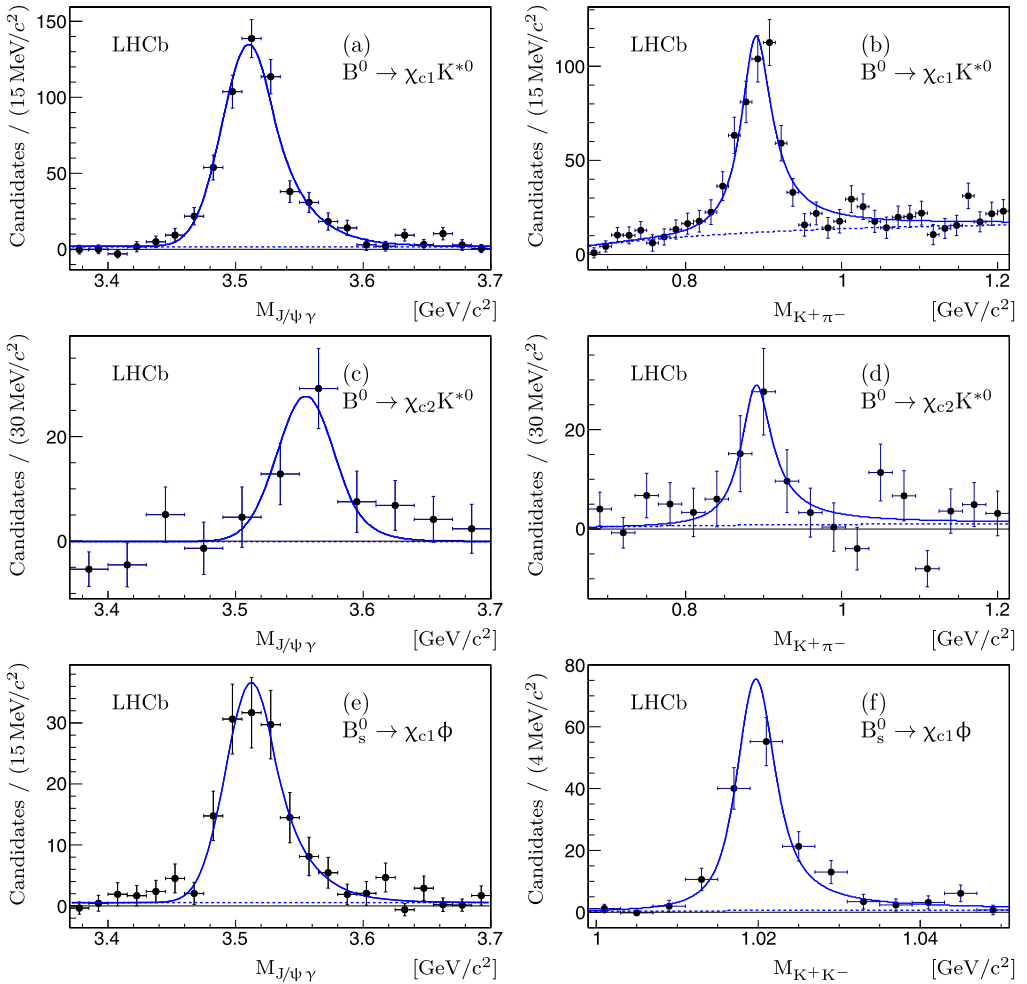 Candidates / (15 MeV/c²)
150
100
50
0
LHCb
(a)
B⁰ → χc1K*⁰
3.4
3.5
3.6
3.7
M J/ψ γ
[GeV/c²]
Candidates / (15 MeV/c²)
100
50
0
LHCb
(b)
B⁰ → χc1K*⁰
0.8
1
1.2
M K⁺π⁻
[GeV/c²]
Candidates / (30 MeV/c²)
20
0
LHCb
(c)
B⁰ → χc2K*⁰
3.4
3.5
3.6
3.7
M J/ψ γ
[GeV/c²]
Candidates / (30 MeV/c²)
20
0
LHCb
(d)
B⁰ → χc2K*⁰
0.8
1
1.2
M K⁺π⁻
[GeV/c²]
Candidates / (15 MeV/c²)
30
20
10
0
LHCb
(e)
B⁰s → χc1ϕ
3.4
3.5
3.6
3.7
M J/ψ γ
[GeV/c²]
Candidates / (4 MeV/c²)
80
60
40
20
0
LHCb
(f)
B⁰s → χc1ϕ
1
1.02
1.04
M K⁺K⁻
[GeV/c²]